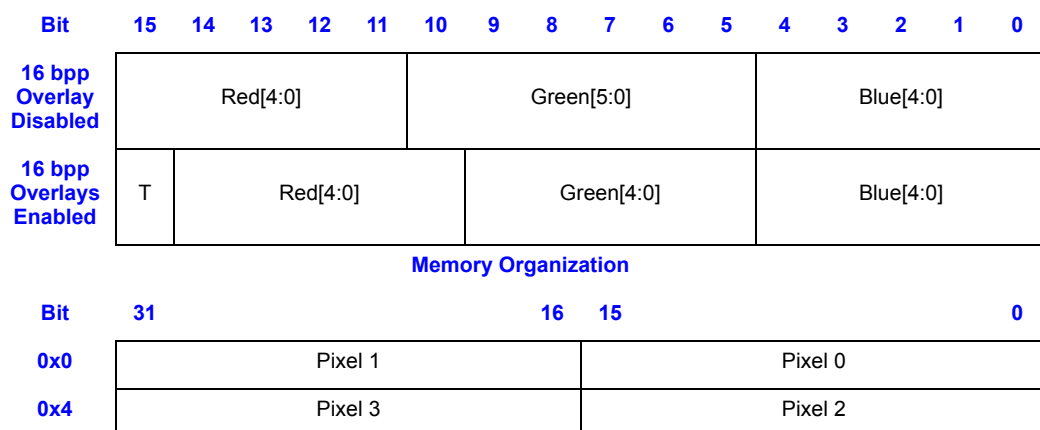 Bit 15 14 13 12 11 10 9 8 7 6 5 4 3 2 1 0
16 bpp
Overlay
Disabled
Red[4:0] Green[5:0] Blue[4:0]
16 bpp
Overlays
Enabled
T Red[4:0] Green[4:0] Blue[4:0]
Memory Organization
Bit 31 16 15 0
0x0 Pixel 1 Pixel 0
0x4 Pixel 3 Pixel 2